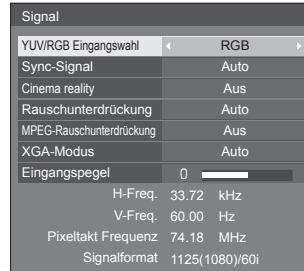 Signal
YUV/RGB Eingangswahl RGB
Sync-Signal Auto
Cinema reality Aus
Rauschunterdrückung Auto
MPEG-Rauschunterdrückung Aus
XGA-Modus Auto
Eingangspegel 0
H-Freq. 33.72 kHz
V-Freq. 60.00 Hz
Pixeltakt Frequenz 74.18 MHz
Signalformat 1125(1080)/60i